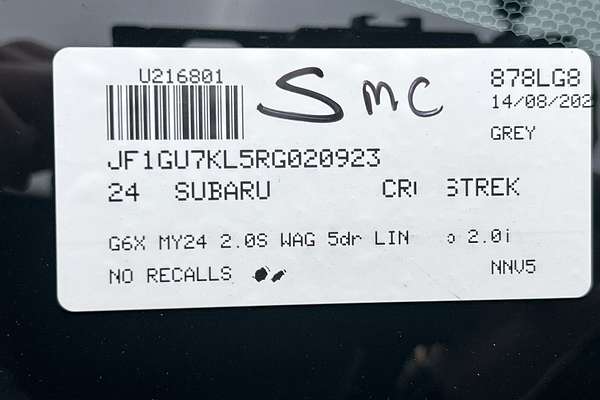 U216801
SMC
878LG8
14/08/202
GREY
JF1GU7KL5RG020923
24 SUBARU
G6X MY24 2.0S WAG 5dr LIN 2.0i
NO RECALLS
NNV5